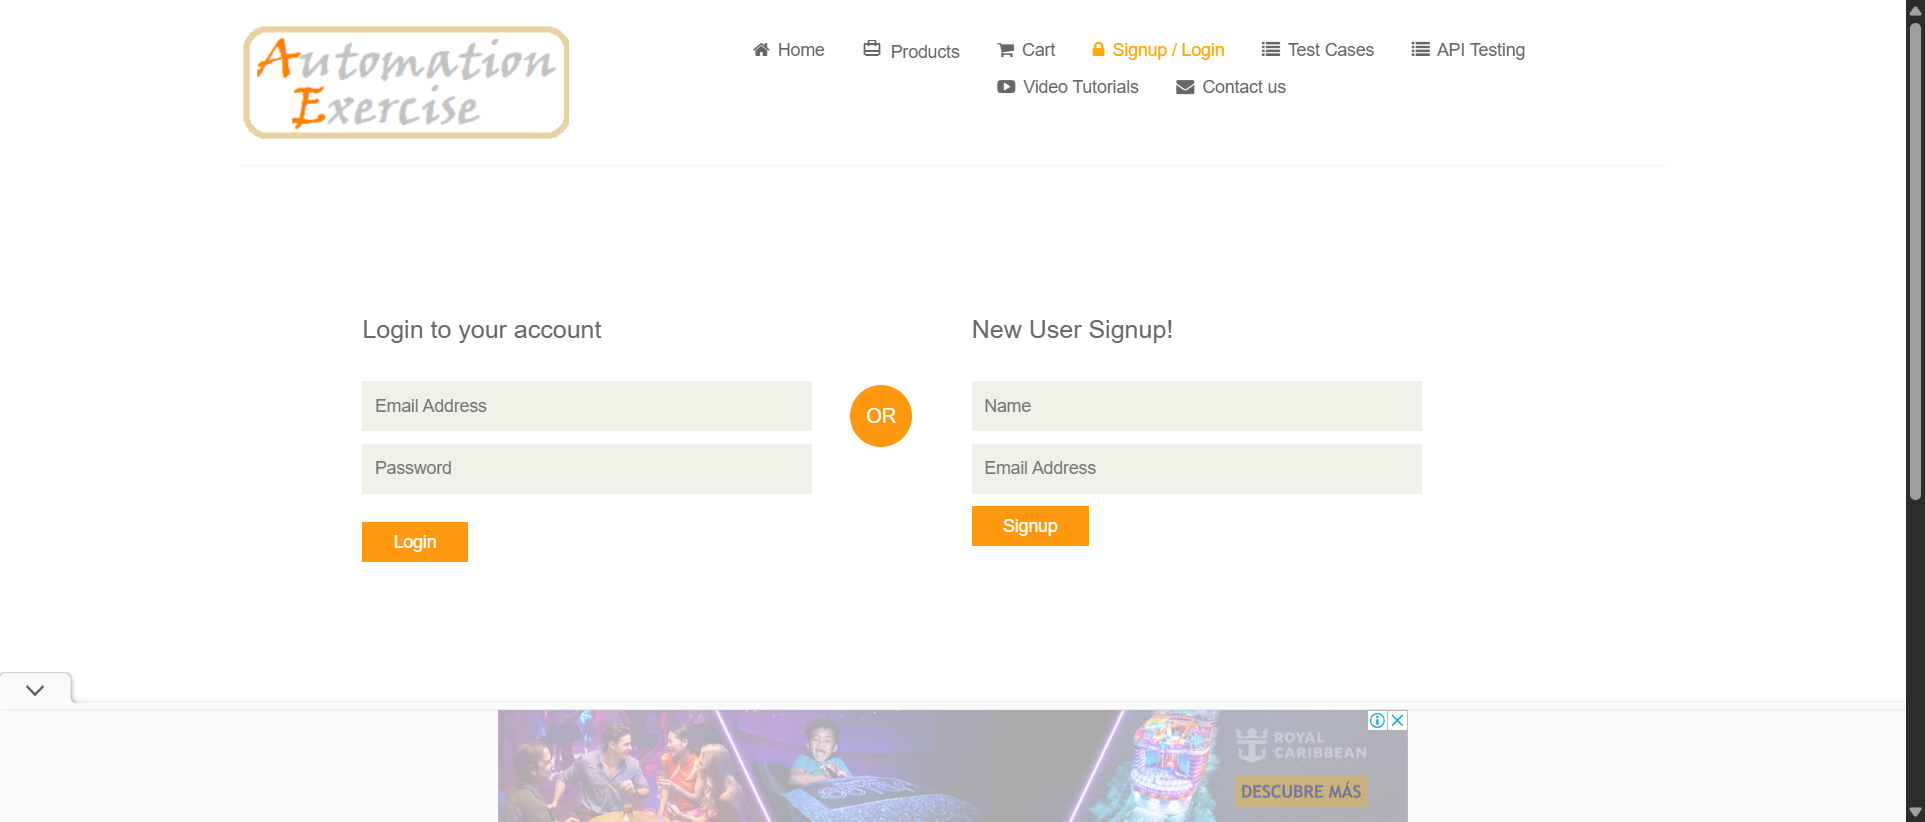 Automation
Exercise
Home
Products
Cart
Signup / Login
Test Cases
API Testing
Video Tutorials
Contact us
Login to your account
Email Address
Password
Login
OR
New User Signup!
Name
Email Address
Signup
ROYAL
CARIBBEAN
DESCUBRE MÁS